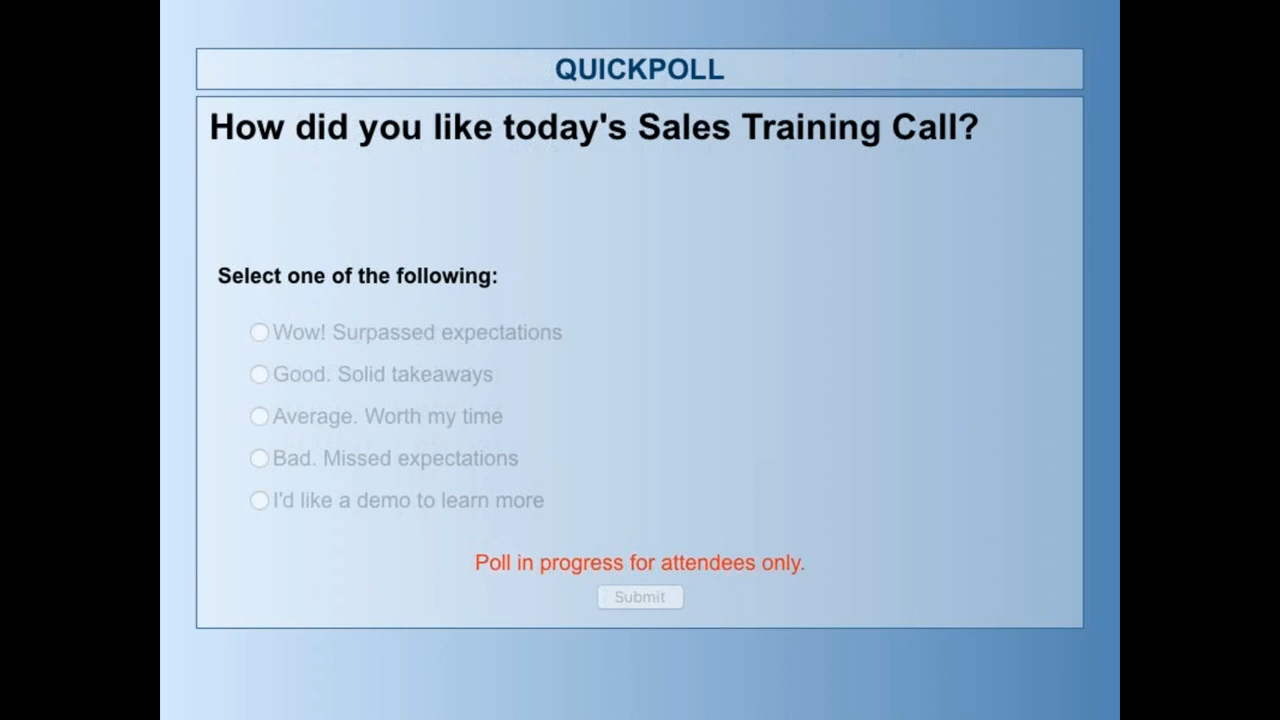 QUICKPOLL
How did you like today's Sales Training Call?
Select one of the following:
Wow! Surpassed expectations
Good. Solid takeaways
Average. Worth my time
Bad. Missed expectations
I'd like a demo to learn more
Poll in progress for attendees only.
Submit